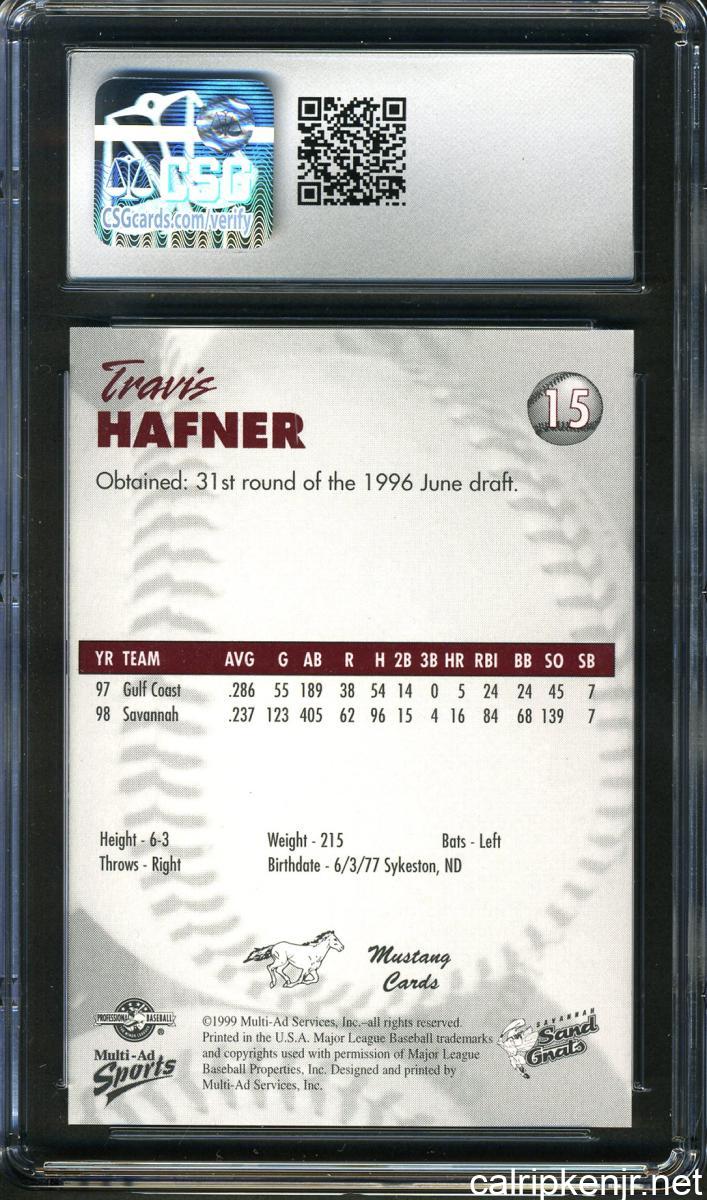 CSG
CSGcards.com/verify
Travis
HAFNER
15
Obtained: 31st round of the 1996 June draft.
YR TEAM AVG G AB R H 2B 3B HR RBI BB SO SB
97 Gulf Coast .286 55 189 38 54 14 0 5 24 24 45 7
98 Savannah .237 123 405 62 96 15 4 16 84 68 139 7
Height - 6-3 Weight - 215 Bats - Left
Throws - Right Birthdate - 6/3/77 Sykeston, ND
Mustang
Cards
PROFESSIONAL BASEBALL
®
Multi-Ad
Sports
©1999 Multi-Ad Services, Inc.–all rights reserved.
Printed in the U.S.A. Major League Baseball trademarks
and copyrights used with permission of Major League
Baseball Properties, Inc. Designed and printed by
Multi-Ad Services, Inc.
SAVANNAH
Sand
Gnats
calripkenjr.net